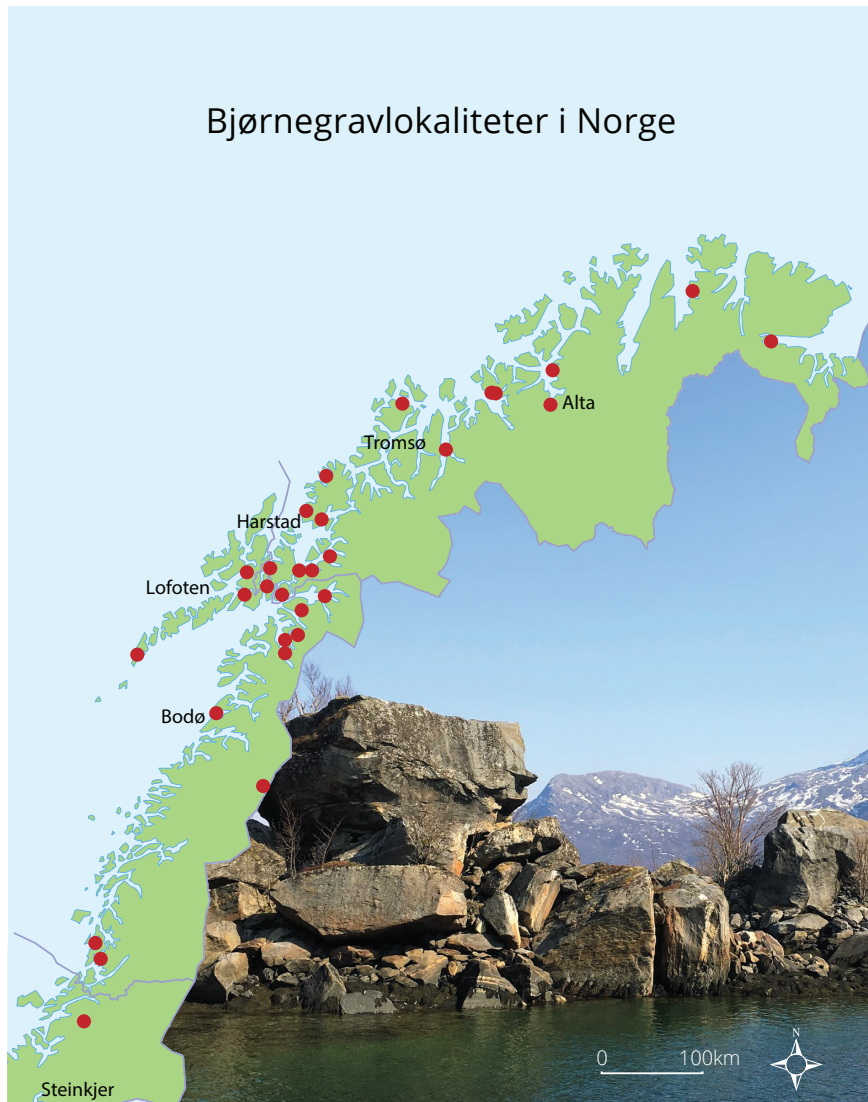 Bjørnegravlokaliteter i Norge
Alta
Tromsø
Harstad
Lofoten
Bodø
N
0 100km
Steinkjer